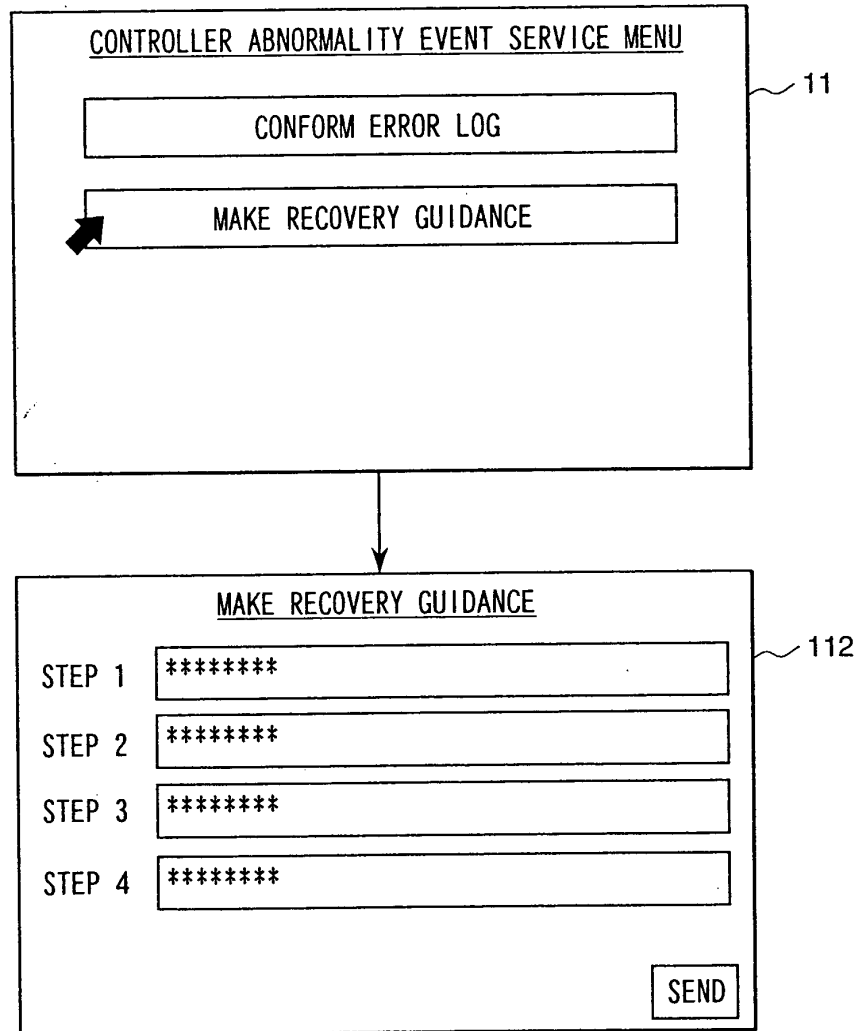 CONTROLLER ABNORMALITY EVENT SERVICE MENU
11
CONFORM ERROR LOG
MAKE RECOVERY GUIDANCE
MAKE RECOVERY GUIDANCE
112
STEP 1 ********
STEP 2 ********
STEP 3 ********
STEP 4 ********
SEND